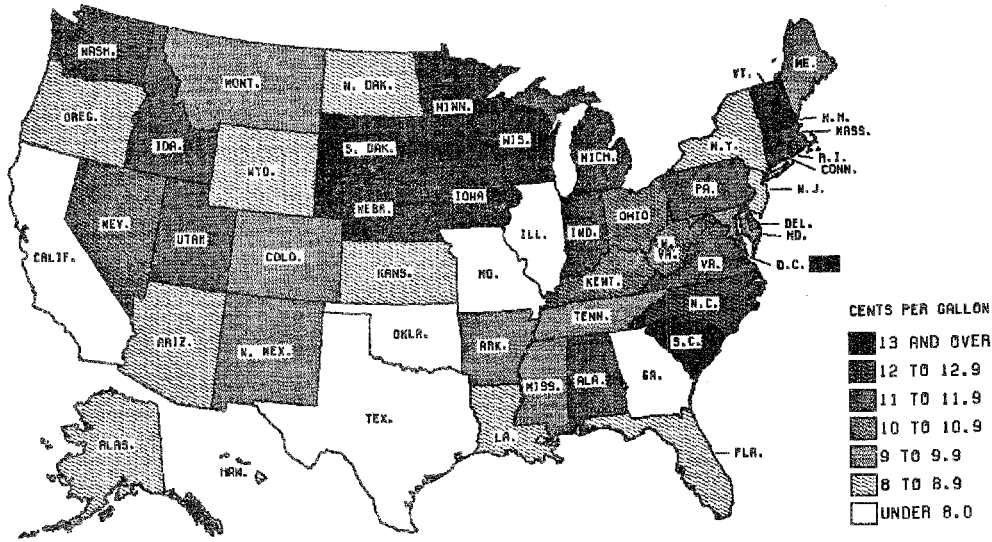 WASH.
MONT.
N. DAK.
MINN.
VT.
ME.
OREG.
IDA.
S. DAK.
WIS.
MICH.
N.Y.
N.H.
MASS.
R.I.
CONN.
WYO.
IOWA
PA.
N.J.
NEV.
NEBR.
OHIO
IND.
ILL.
DEL.
MD.
UTAH
COLO.
W.
VA.
VA.
D.C.
CALIF.
KANS.
MO.
KENT.
N.C.
TENN.
CENTS PER GALLON
ARIZ.
N. MEX.
OKLA.
ARK.
S.C.
13 AND OVER
MISS.
ALA.
GA.
12 TO 12.9
TEX.
11 TO 11.9
ALAS.
LA.
10 TO 10.9
HAW.
FLA.
9 TO 9.9
8 TO 8.9
UNDER 8.0